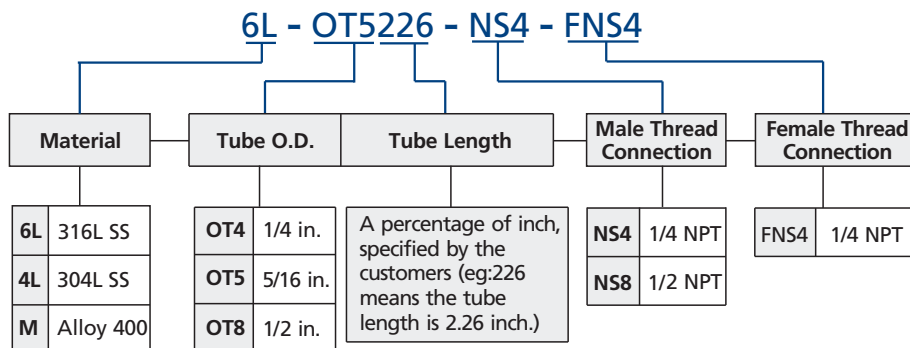 6L - OT5226 - NS4 - FNS4
Material
Tube O.D.
Tube Length
Male Thread
Connection
Female Thread
Connection
6L 316L SS
4L 304L SS
M Alloy 400
OT4 1/4 in.
OT5 5/16 in.
OT8 1/2 in.
A percentage of inch,
specified by the
customers (eg:226
means the tube
length is 2.26 inch.)
NS4 1/4 NPT
NS8 1/2 NPT
FNS4 1/4 NPT